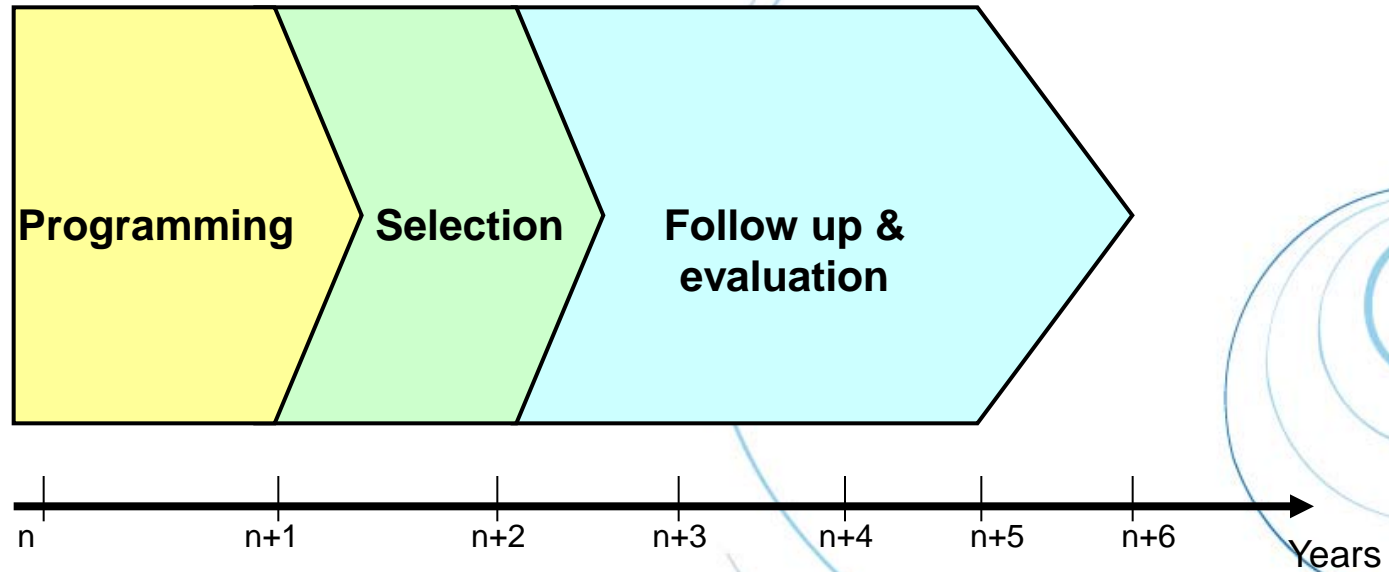 Programming
Selection
Follow up &
evaluation
n
n+1
n+2
n+3
n+4
n+5
n+6
Years